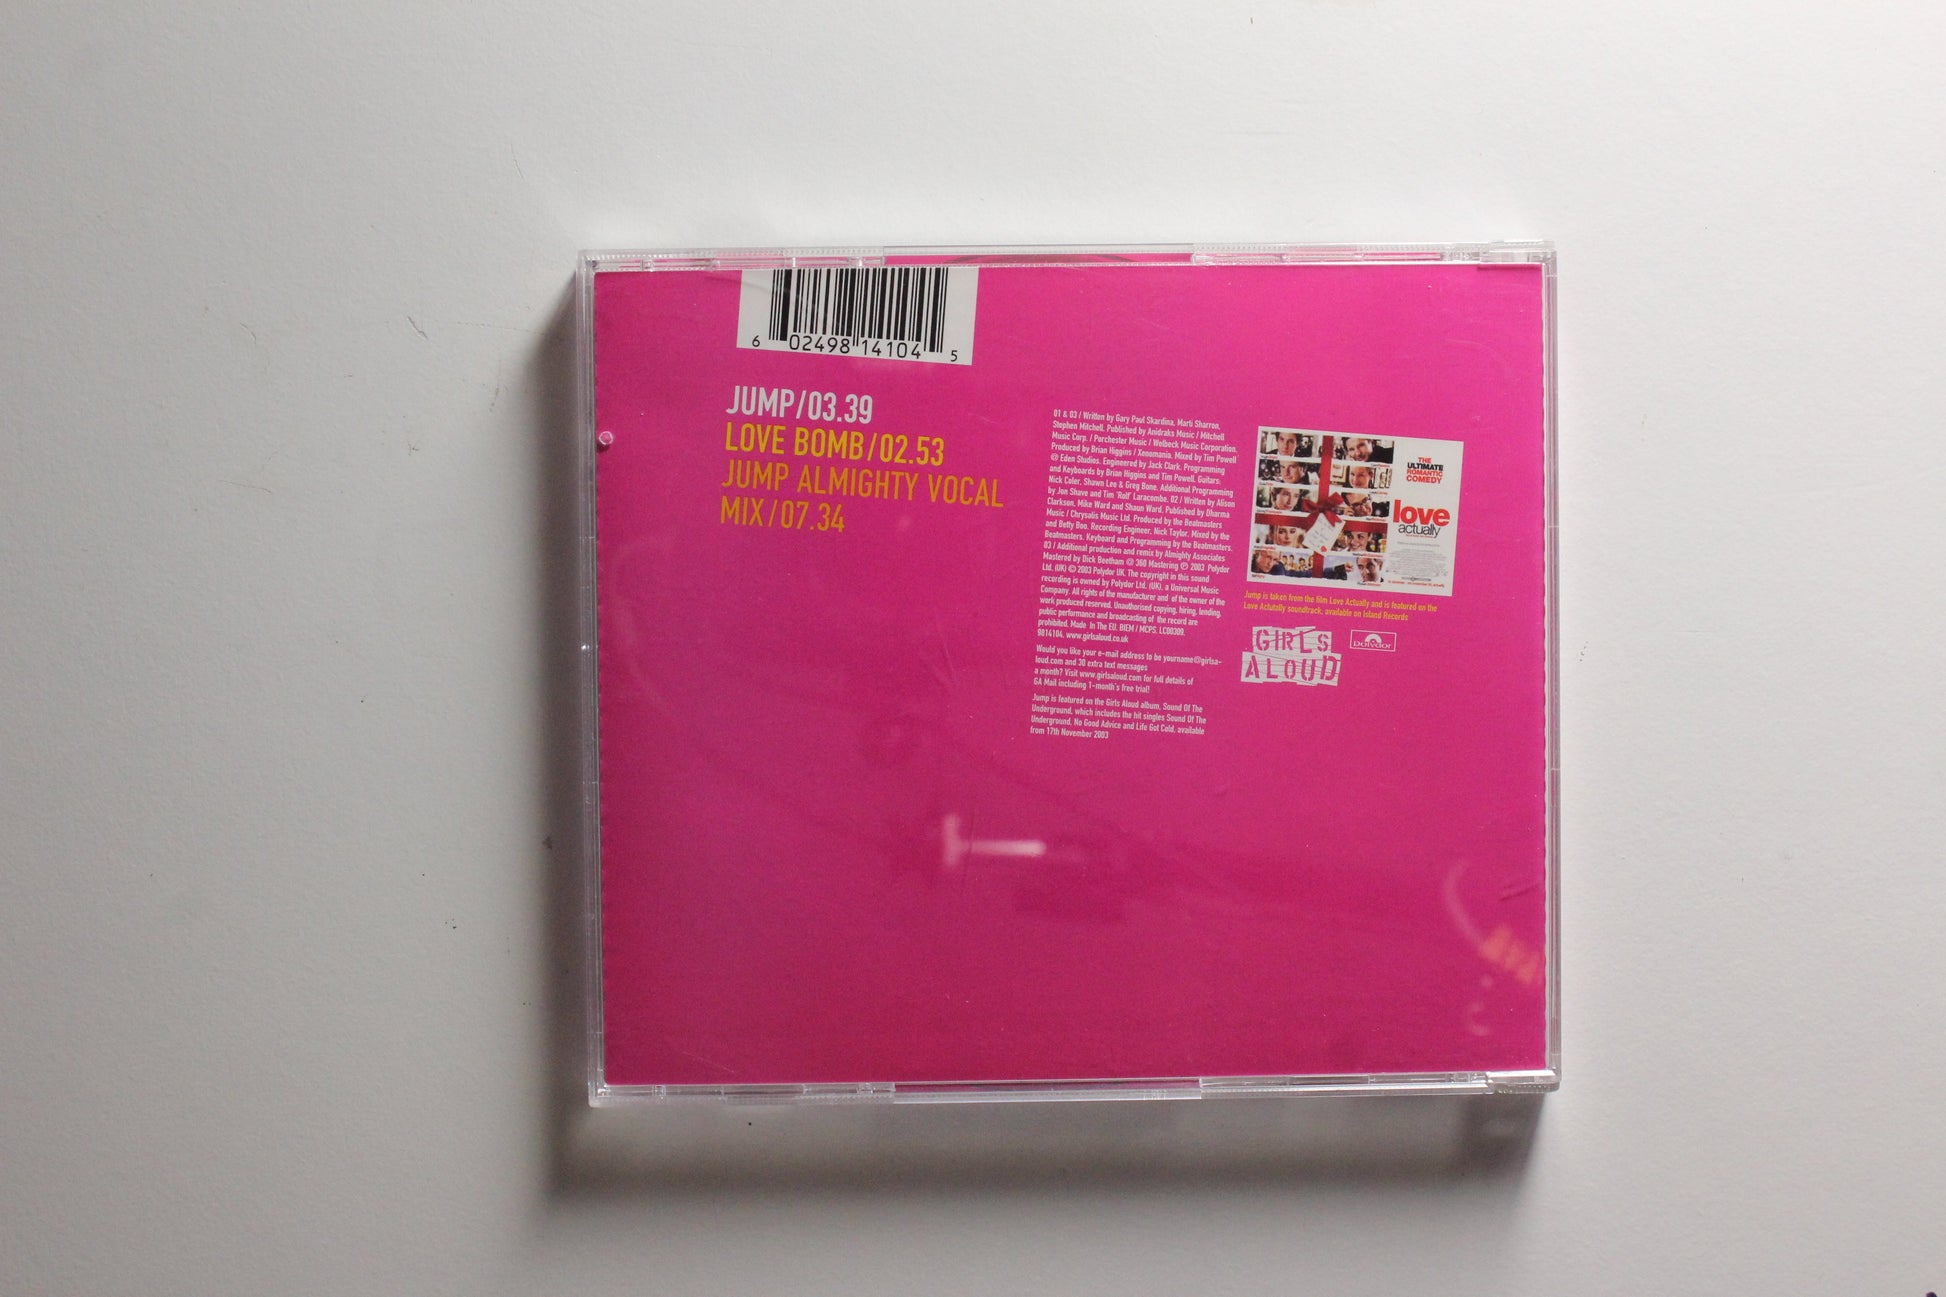 6 02498 14104 5
JUMP/03.39
LOVE BOMB/02.53
JUMP ALMIGHTY VOCAL
MIX/07.34
01 & 03 / Written by Gary Paul Skardina, Marti Sharron,
Stephen Mitchell. Published by Anidraks Music / Mitchell
Music Corp. / Porchester Music / Welbeck Music Corporation.
Produced by Brian Higgins / Xenomania. Mixed by Tim Powell
@ Eden Studios. Engineered by Jack Clark. Programming
and Keyboards by Brian Higgins and Tim Powell. Guitars:
Nick Coler, Shawn Lee & Greg Bone. Additional Programming
by Jon Shave and Tim 'Rolf' Laracombe. 02 / Written by Alison
Clarkson, Mike Ward and Shaun Ward. Published by Dharma
Music / Chrysalis Music Ltd. Produced by the Beatmasters
and Betty Boo. Recording Engineer, Nick Taylor. Mixed by the
Beatmasters. Keyboard and Programming by the Beatmasters.
03 / Additional production and remix by Almighty Associates
Mastered by Dick Beetham @ 360 Mastering ℗ 2003 Polydor
Ltd. (UK) © 2003 Polydor UK. The copyright in this sound
recording is owned by Polydor Ltd. (UK), a Universal Music
Company. All rights of the manufacturer and of the owner of the
work produced reserved. Unauthorised copying, hiring, lending,
public performance and broadcasting of the record are
prohibited. Made In The EU. BIEM / MCPS. LC00309.
9814104. www.girlsaloud.co.uk
Would you like your e-mail address to be yourname@girlsa-
loud.com and 30 extra text messages
a month? Visit www.girlsaloud.com for full details of
GA Mail including 1-month's free trial!
Jump is featured on the Girls Aloud album, Sound Of The
Underground, which includes the hit singles Sound Of The
Underground, No Good Advice and Life Got Cold, available
from 17th November 2003
THE
ULTIMATE
ROMANTIC
COMEDY
love
actually
Jump is taken from the film Love Actually and is featured on the
Love Actutally soundtrack, available on Island Records
GIRLS
ALOUD
Polydor